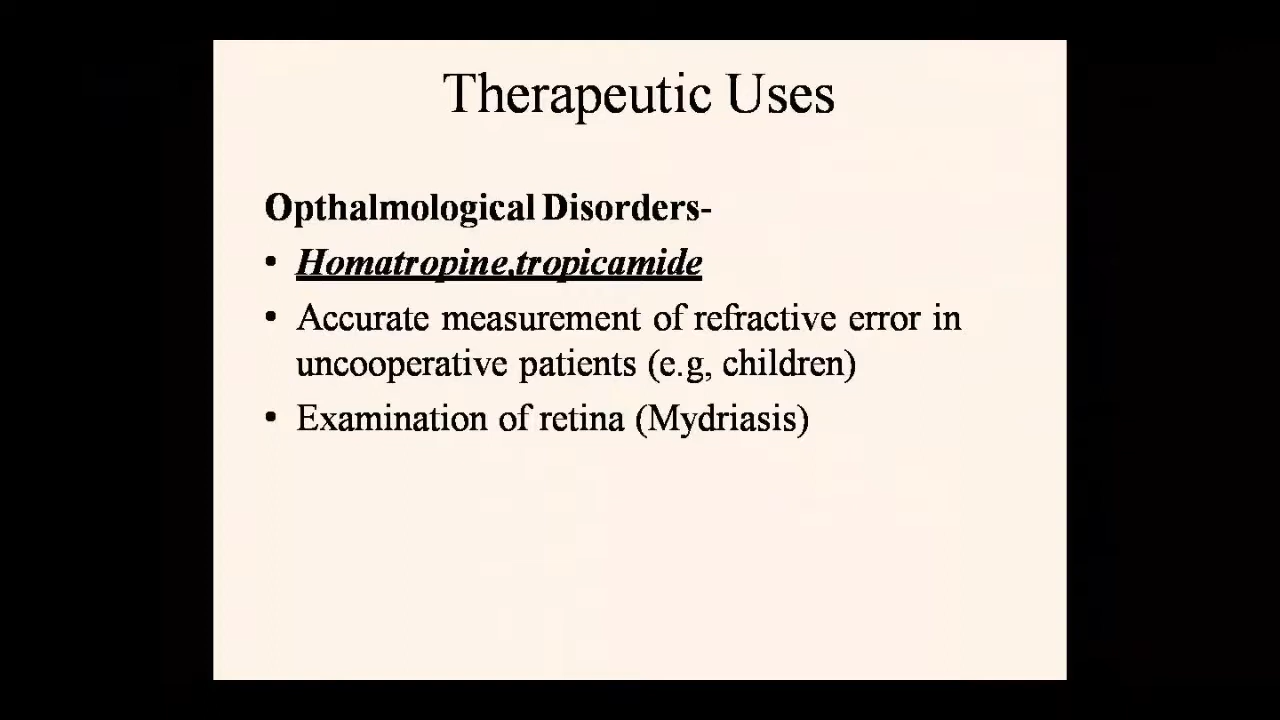 Therapeutic Uses
Opthalmological Disorders-
• Homatropine,tropicamide
• Accurate measurement of refractive error in
uncooperative patients (e.g, children)
• Examination of retina (Mydriasis)